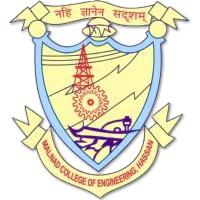 नहि ज्ञानेन सदृशम्
MALNAD COLLEGE OF ENGINEERING, HASSAN